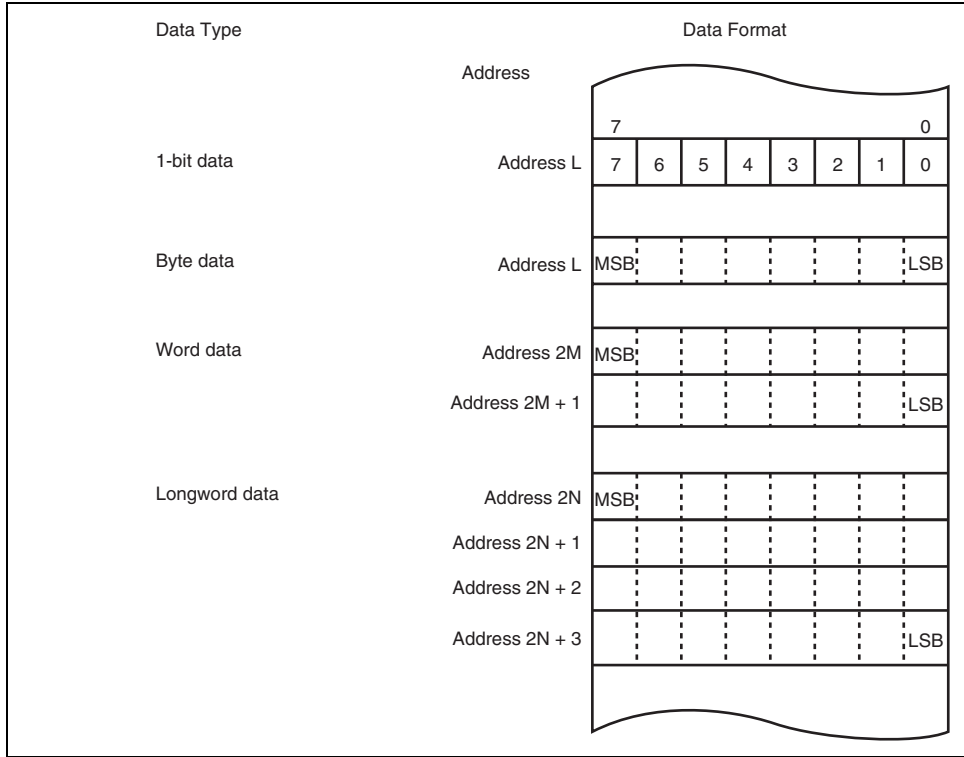 Data Type Data Format
Address
7 0
1-bit data Address L 7 6 5 4 3 2 1 0
Byte data Address L MSB LSB
Word data Address 2M MSB
Address 2M + 1 LSB
Longword data Address 2N MSB
Address 2N + 1
Address 2N + 2
Address 2N + 3 LSB